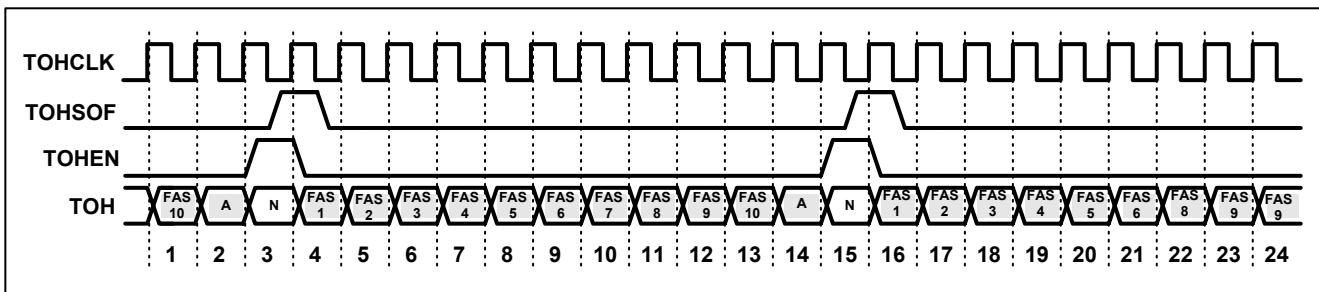 TOHCLK
TOHSOF
TOHEN
TOH FAS 10 A N FAS 1 FAS 2 FAS 3 FAS 4 FAS 5 FAS 6 FAS 7 FAS 8 FAS 9 FAS 10 A N FAS 1 FAS 2 FAS 3 FAS 4 FAS 5 FAS 6 FAS 8 FAS 9 FAS 9
1 2 3 4 5 6 7 8 9 10 11 12 13 14 15 16 17 18 19 20 21 22 23 24